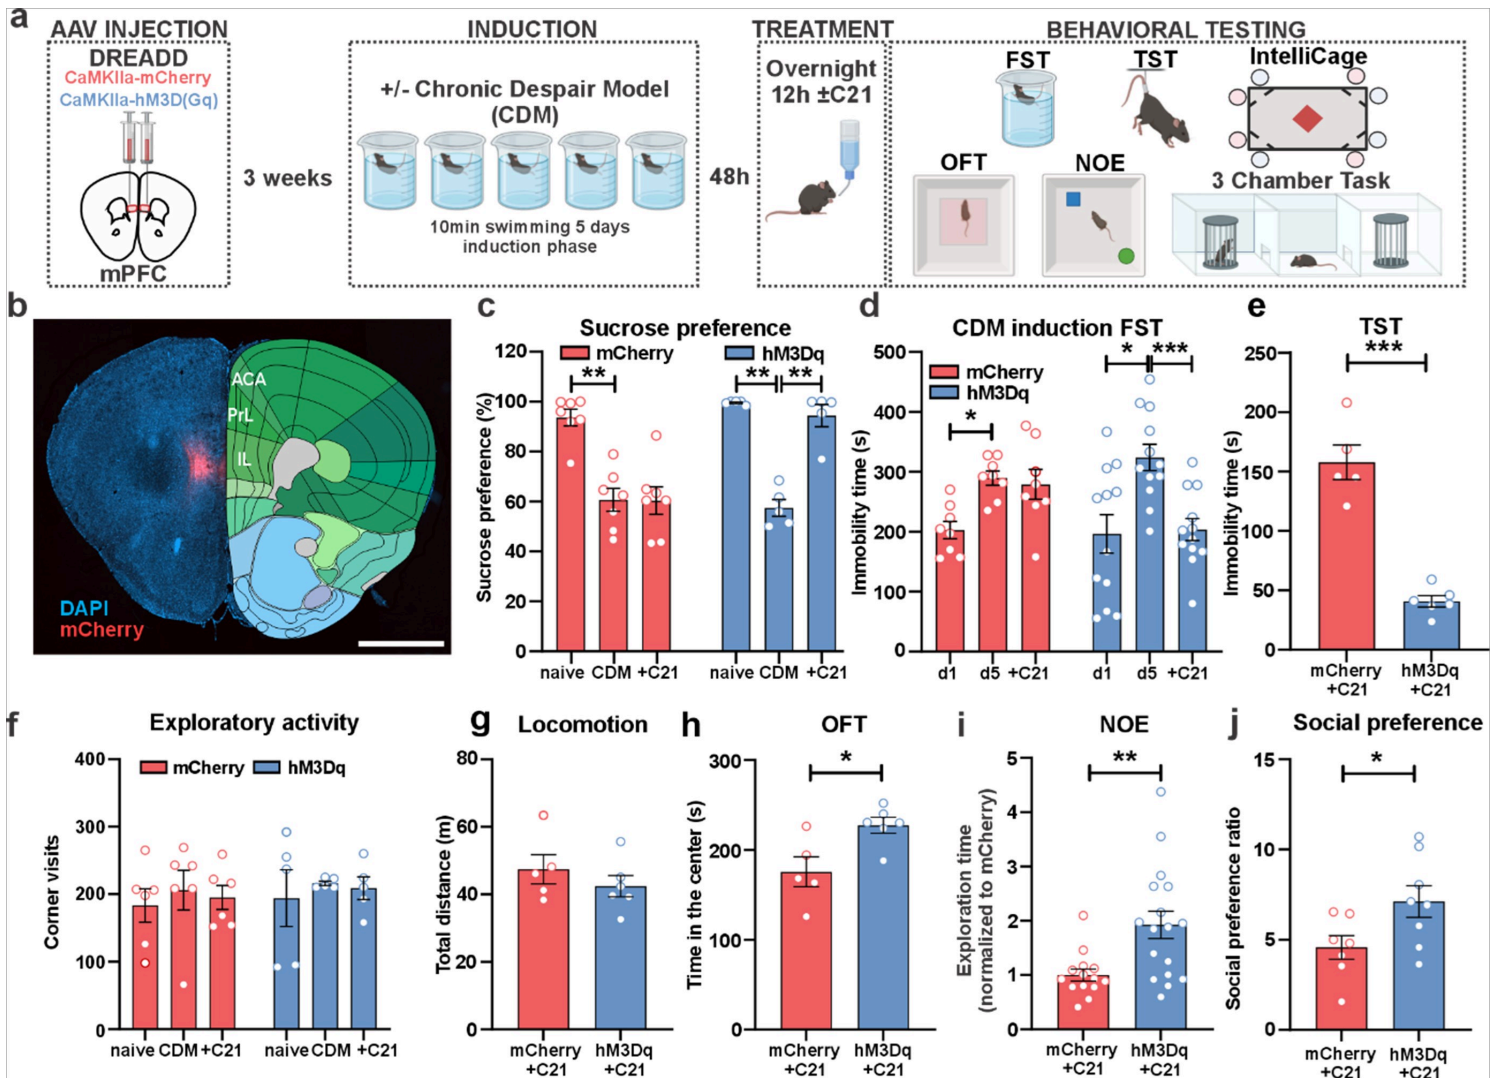 a
AAV INJECTION
DREADD
CaMKIIa-mCherry
CaMKIIa-hM3D(Gq)
mPFC
3 weeks
INDUCTION
+/- Chronic Despair Model
(CDM)
10min swimming 5 days
induction phase
48h
TREATMENT
Overnight
12h ±C21
BEHAVIORAL TESTING
FST
TST
IntelliCage
OFT
NOE
3 Chamber Task
b
ACA
PrL
IL
DAPI
mCherry
c
Sucrose preference
mCherry
hM3Dq
**
** **
Sucrose preference (%)
120
100
80
60
40
20
0
naive CDM +C21
naive CDM +C21
d
CDM induction FST
mCherry
hM3Dq
*
* ***
Immobility time (s)
500
400
300
200
100
0
d1 d5 +C21
d1 d5 +C21
e
TST
***
Immobility time (s)
250
200
150
100
50
0
mCherry
+C21
hM3Dq
+C21
f
Exploratory activity
mCherry
hM3Dq
Corner visits
400
300
200
100
0
naive CDM +C21
naive CDM +C21
g
Locomotion
Total distance (m)
80
60
40
20
0
mCherry
+C21
hM3Dq
+C21
h
OFT
*
Time in the center (s)
300
200
100
0
mCherry
+C21
hM3Dq
+C21
i
NOE
**
Exploration time
(normalized to mCherry)
5
4
3
2
1
0
mCherry
+C21
hM3Dq
+C21
j
Social preference
*
Social preference ratio
15
10
5
0
mCherry
+C21
hM3Dq
+C21